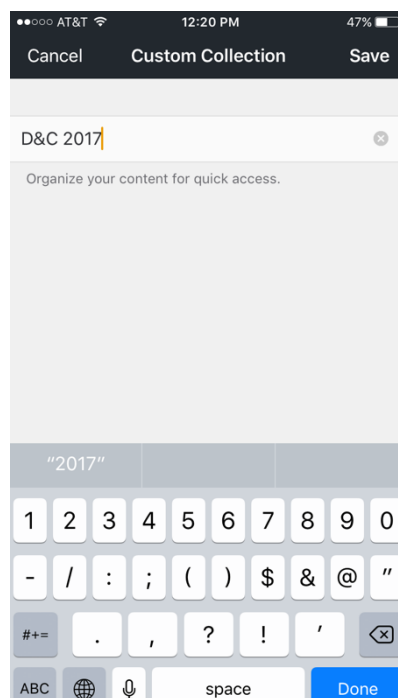 AT&T 12:20 PM 47%
Cancel Custom Collection Save
D&C 2017
Organize your content for quick access.
“2017”
1 2 3 4 5 6 7 8 9 0
- / : ; ( ) $ & @ "
#+= . , ? ! ' 
ABC space Done